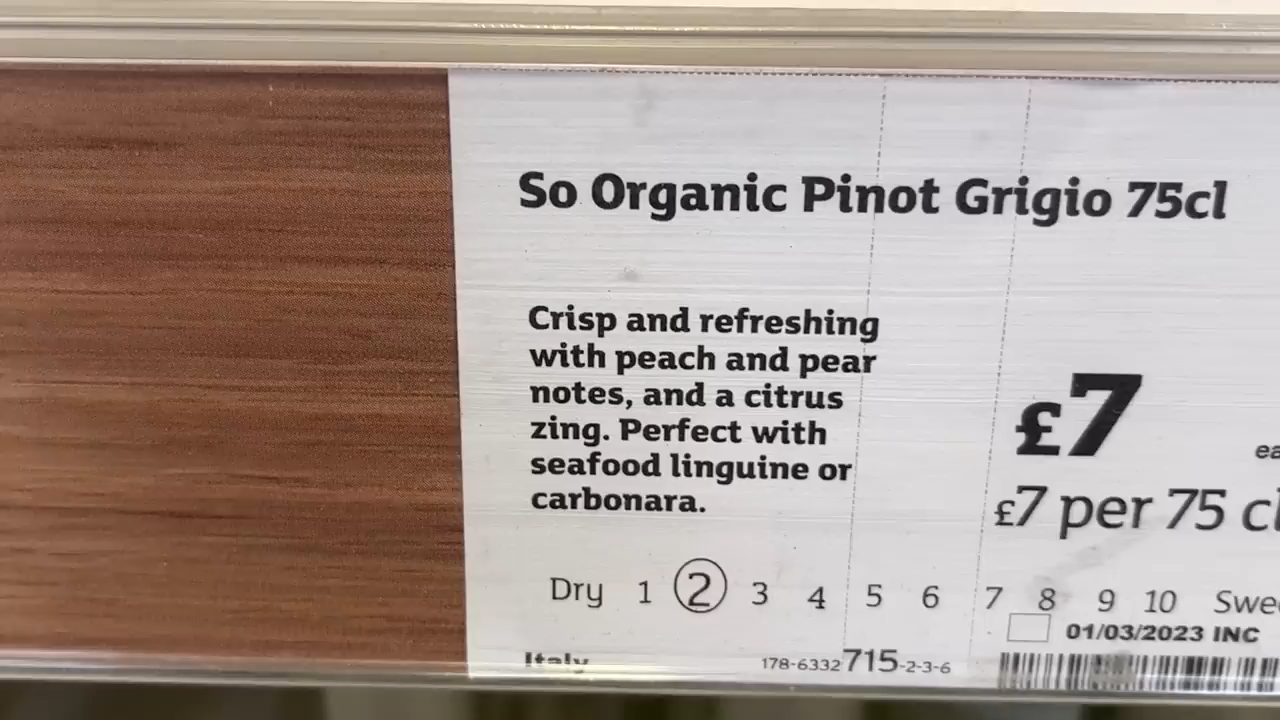 So Organic Pinot Grigio 75cl
Crisp and refreshing
with peach and pear
notes, and a citrus
zing. Perfect with
seafood linguine or
carbonara.
£7
£7 per 75 cl
Dry 1 2 3 4 5 6 7 8 9 10
01/03/2023 INC
Italy 178-6332 715-2-3-6